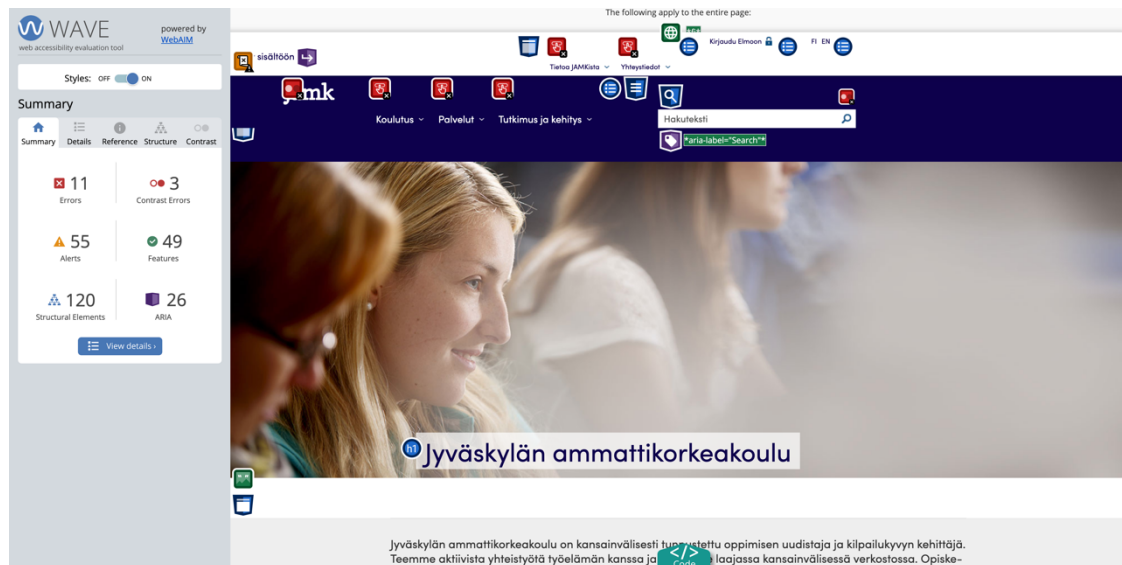 The following apply to the entire page:
WAVE
web accessibility evaluation tool
powered by
WebAIM
Styles: OFF ON
Summary
Summary Details Reference Structure Contrast
11
Errors
3
Contrast Errors
55
Alerts
49
Features
120
Structural Elements
26
ARIA
View details ›
sisältöön
Tietoa JAMKista
Yhteystiedot
Kirjaudu Elmoon
FI EN
jamk
Koulutus
Palvelut
Tutkimus ja kehitys
Hakuteksti
*aria-label="Search"*
h1
Jyväskylän ammattikorkeakoulu
Jyväskylän ammattikorkeakoulu on kansainvälisesti tunnustettu oppimisen uudistaja ja kilpailukyvyn kehittäjä.
Teemme aktiivista yhteistyötä työelämän kanssa ja laajassa kansainvälisessä verkostossa. Opiske-
</> Code